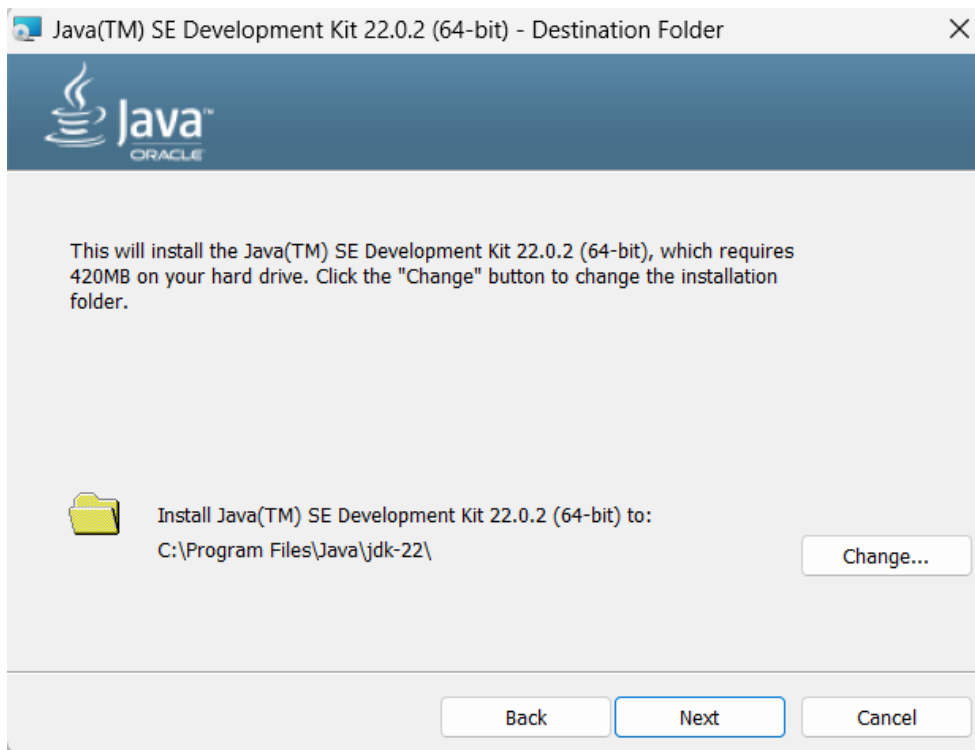 Java(TM) SE Development Kit 22.0.2 (64-bit) - Destination Folder
Java™
ORACLE
This will install the Java(TM) SE Development Kit 22.0.2 (64-bit), which requires
420MB on your hard drive. Click the "Change" button to change the installation
folder.
Install Java(TM) SE Development Kit 22.0.2 (64-bit) to:
C:\Program Files\Java\jdk-22\
Change...
Back
Next
Cancel